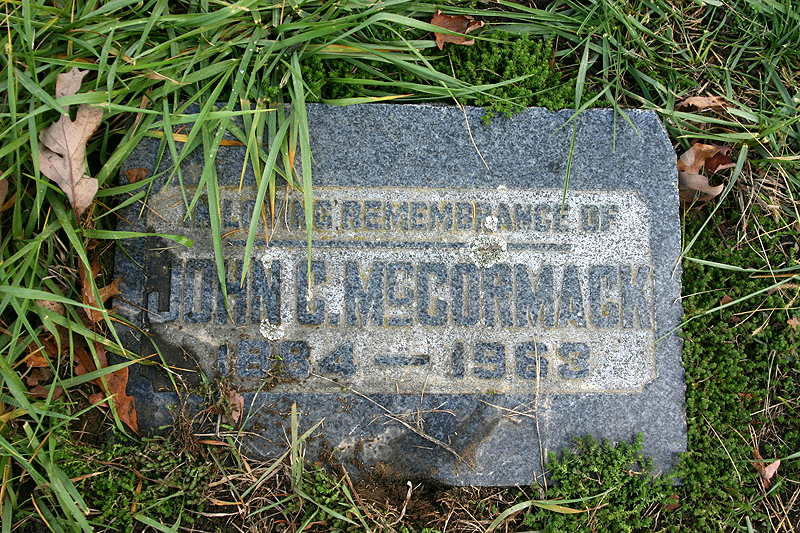 IN LOVING REMEMBRANCE OF
JOHN C. McCORMACK
1884 — 1963